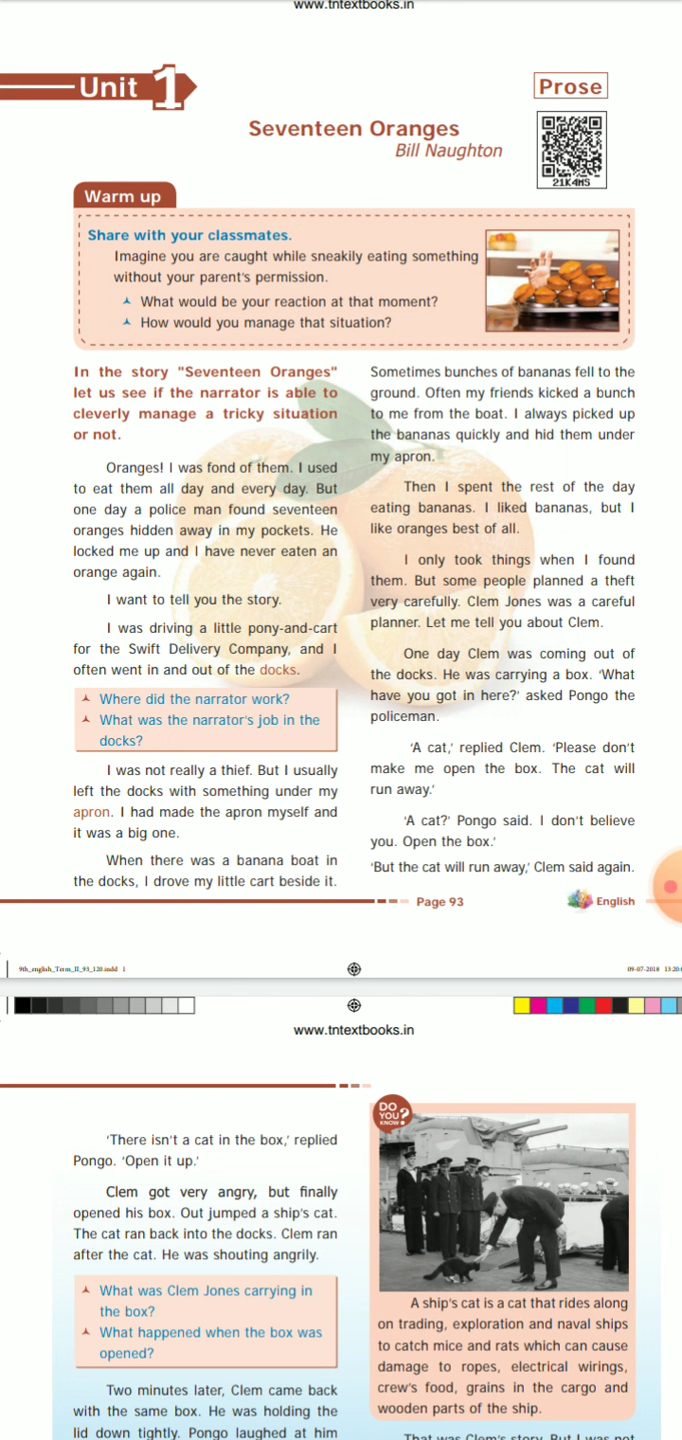 www.tntextbooks.in
Unit 1
Prose
Seventeen Oranges
Bill Naughton
21K4MS
Warm up
Share with your classmates.
Imagine you are caught while sneakily eating something
without your parent's permission.
What would be your reaction at that moment?
How would you manage that situation?
In the story "Seventeen Oranges"
let us see if the narrator is able to
cleverly manage a tricky situation
or not.
Oranges! I was fond of them. I used
to eat them all day and every day. But
one day a police man found seventeen
oranges hidden away in my pockets. He
locked me up and I have never eaten an
orange again.
I want to tell you the story.
I was driving a little pony-and-cart
for the Swift Delivery Company, and I
often went in and out of the docks.
Where did the narrator work?
What was the narrator's job in the
docks?
I was not really a thief. But I usually
left the docks with something under my
apron. I had made the apron myself and
it was a big one.
When there was a banana boat in
the docks, I drove my little cart beside it.
Sometimes bunches of bananas fell to the
ground. Often my friends kicked a bunch
to me from the boat. I always picked up
the bananas quickly and hid them under
my apron.
Then I spent the rest of the day
eating bananas. I liked bananas, but I
like oranges best of all.
I only took things when I found
them. But some people planned a theft
very carefully. Clem Jones was a careful
planner. Let me tell you about Clem.
One day Clem was coming out of
the docks. He was carrying a box. 'What
have you got in here?' asked Pongo the
policeman.
'A cat,' replied Clem. 'Please don't
make me open the box. The cat will
run away.'
'A cat?' Pongo said. I don't believe
you. Open the box.'
'But the cat will run away,' Clem said again.
Page 93
English
9th_english_Term_II_93_120.indd 1
09-07-2018 13:20:
www.tntextbooks.in
'There isn't a cat in the box,' replied
Pongo. 'Open it up.'
Clem got very angry, but finally
opened his box. Out jumped a ship's cat.
The cat ran back into the docks. Clem ran
after the cat. He was shouting angrily.
What was Clem Jones carrying in
the box?
What happened when the box was
opened?
Two minutes later, Clem came back
with the same box. He was holding the
lid down tightly. Pongo laughed at him
DO YOU KNOW?
A ship's cat is a cat that rides along
on trading, exploration and naval ships
to catch mice and rats which can cause
damage to ropes, electrical wirings,
crew's food, grains in the cargo and
wooden parts of the ship.
That was Clem's story. But I was not